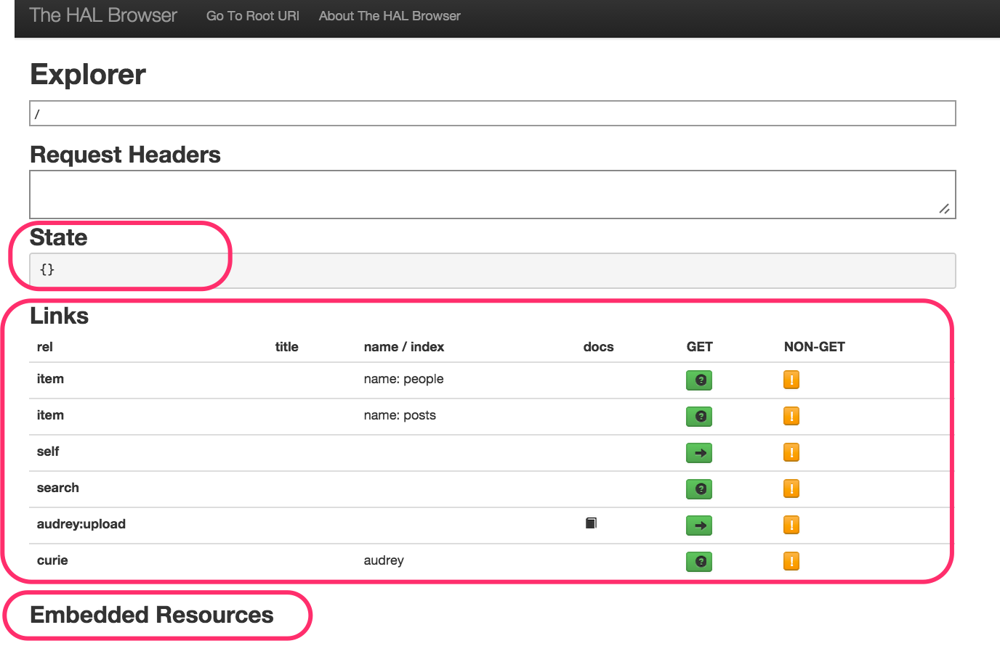 The HAL Browser Go To Root URI About The HAL Browser
Explorer
/
Request Headers
State
{}
Links
rel title name / index docs GET NON-GET
item name: people ? !
item name: posts ? !
self !
search ? !
audrey:upload !
curie audrey ? !
Embedded Resources